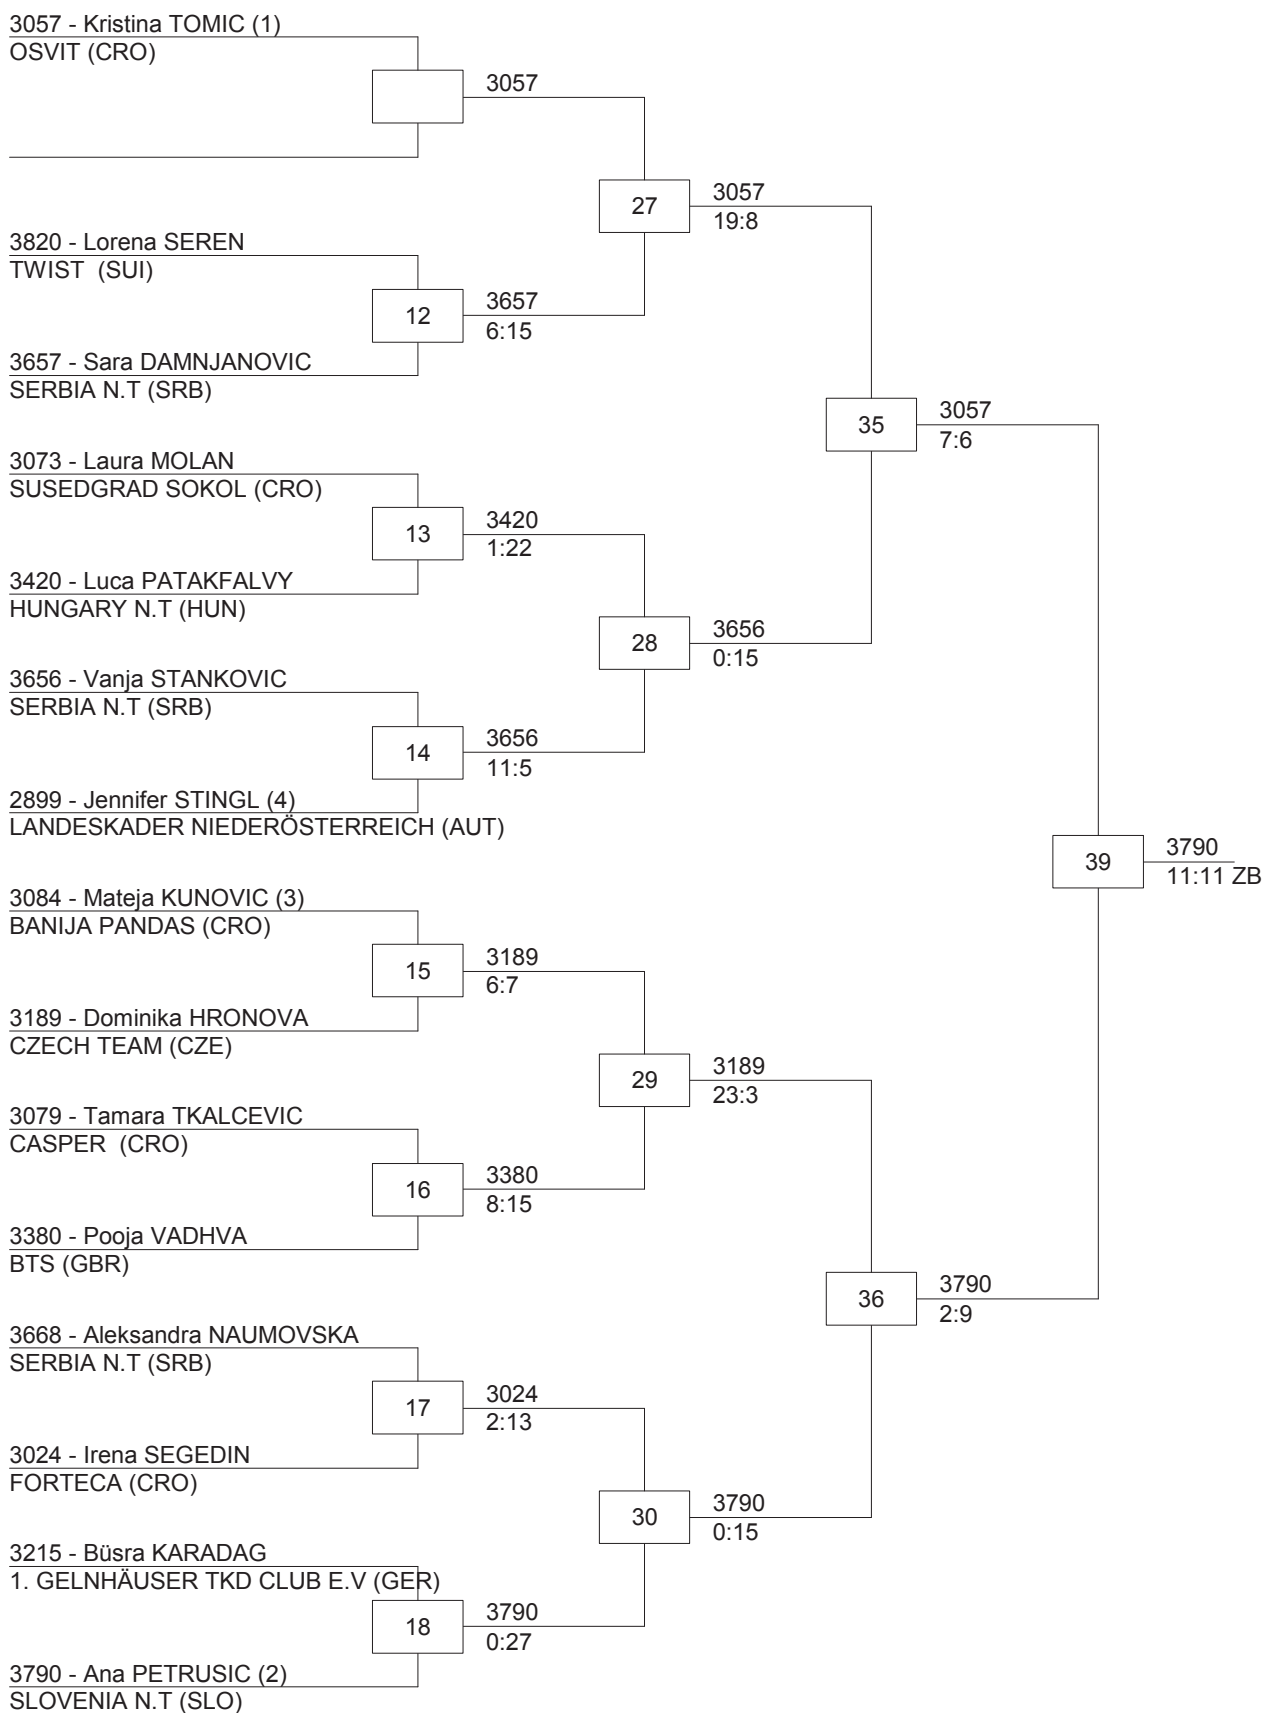 3057 - Kristina TOMIC (1)
OSVIT (CRO)
3057
27
3057
19:8
3820 - Lorena SEREN
TWIST  (SUI)
12
3657
6:15
3657 - Sara DAMNJANOVIC
SERBIA N.T (SRB)
35
3057
7:6
3073 - Laura MOLAN
SUSEDGRAD SOKOL (CRO)
13
3420
1:22
3420 - Luca PATAKFALVY
HUNGARY N.T (HUN)
28
3656
0:15
3656 - Vanja STANKOVIC
SERBIA N.T (SRB)
14
3656
11:5
2899 - Jennifer STINGL (4)
LANDESKADER NIEDERÖSTERREICH (AUT)
39
3790
11:11 ZB
3084 - Mateja KUNOVIC (3)
BANIJA PANDAS (CRO)
15
3189
6:7
3189 - Dominika HRONOVA
CZECH TEAM (CZE)
29
3189
23:3
3079 - Tamara TKALCEVIC
CASPER  (CRO)
16
3380
8:15
3380 - Pooja VADHVA
BTS (GBR)
36
3790
2:9
3668 - Aleksandra NAUMOVSKA
SERBIA N.T (SRB)
17
3024
2:13
3024 - Irena SEGEDIN
FORTECA (CRO)
30
3790
0:15
3215 - Büsra KARADAG
1. GELNHÄUSER TKD CLUB E.V (GER)
18
3790
0:27
3790 - Ana PETRUSIC (2)
SLOVENIA N.T (SLO)